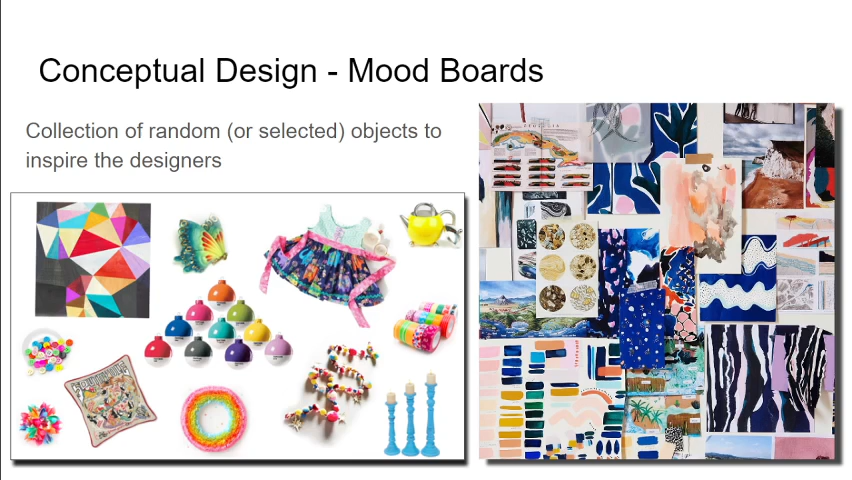 Conceptual Design - Mood Boards
Collection of random (or selected) objects to
inspire the designers